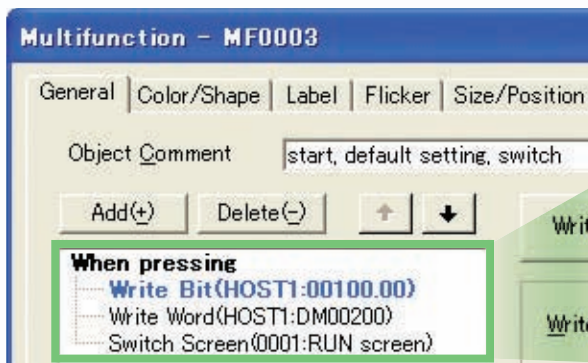 Multifunction - MF0003
General Color/Shape Label Flicker Size/Position
Object Comment start, default setting, switch
Add(+) Delete(-)
When pressing
Write Bit(HOST1:00100.00)
Write Word(HOST1:DM00200)
Switch Screen(0001:RUN screen)